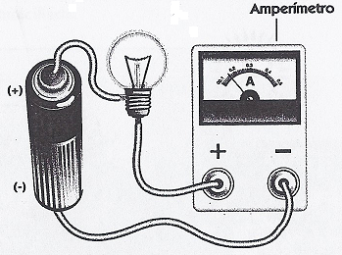 Amperímetro
A
(+)
+ −
(-)